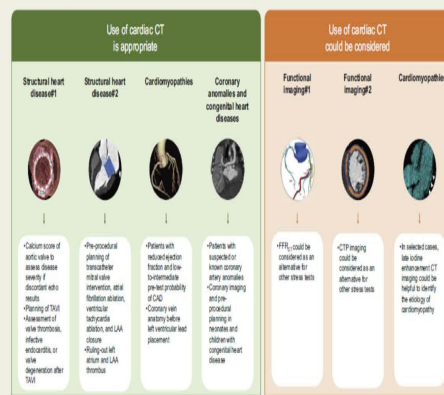 Use of cardiac CT
is appropriate
Use of cardiac CT
could be considered
Structural heart
disease#1
Structural heart
disease#2
Cardiomyopathies
Coronary
anomalies and
congenital heart
diseases
Functional
imaging#1
Functional
imaging#2
Cardiomyopathies
•Calcium score of
aortic valve to
assess disease
severity if
discordant echo
results
•Planning of TAVI
•Assessment of
valve thrombosis,
infective
endocarditis, or
valve
degeneration after
TAVI
•Pre-procedural
planning of
transcatheter
mitral valve
intervention, atrial
fibrillation ablation,
ventricular
tachycardia
ablation, and LAA
closure
•Ruling-out left
atrium and LAA
thrombus
•Patients with
reduced ejection
fraction and low-
to-intermediate
pre-test probability
of CAD
•Coronary vein
anatomy before
left ventricular lead
placement
•Patients with
suspected or
known coronary
artery anomalies
•Coronary imaging
and pre-
procedural
planning in
neonates and
children with
congenital heart
disease
•FFRCT could be
considered as an
alternative for
other stress tests
•CTP imaging
could be
considered as an
alternative for
other stress tests
•In selected cases,
late iodine
enhancement CT
imaging could be
helpful to identify
the etiology of
cardiomyopathy